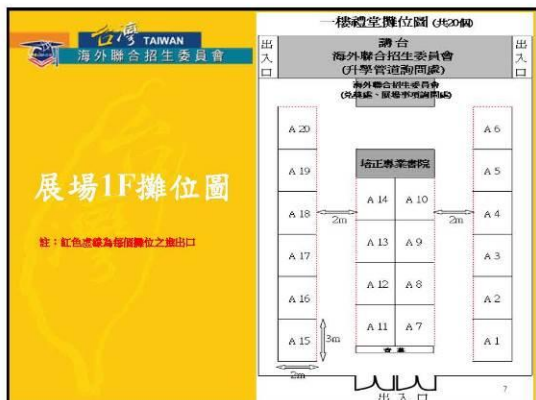 台灣 TAIWAN
海外聯合招生委員會
展場1F攤位圖
註：紅色虛線為每個攤位之進出口
一樓禮堂攤位圖 (共20個)
出入口
講台
海外聯合招生委員會
(升學管道詢問處)
出入口
海外聯合招生委員會
培正專業書院
A 20
A 19
A 18
A 17
A 16
A 15
A 14
A 10
A 13
A 9
A 12
A 8
A 11
A 7
A 6
A 5
A 4
A 3
A 2
A 1
2m
2m
3m
2m
出 入 口
7